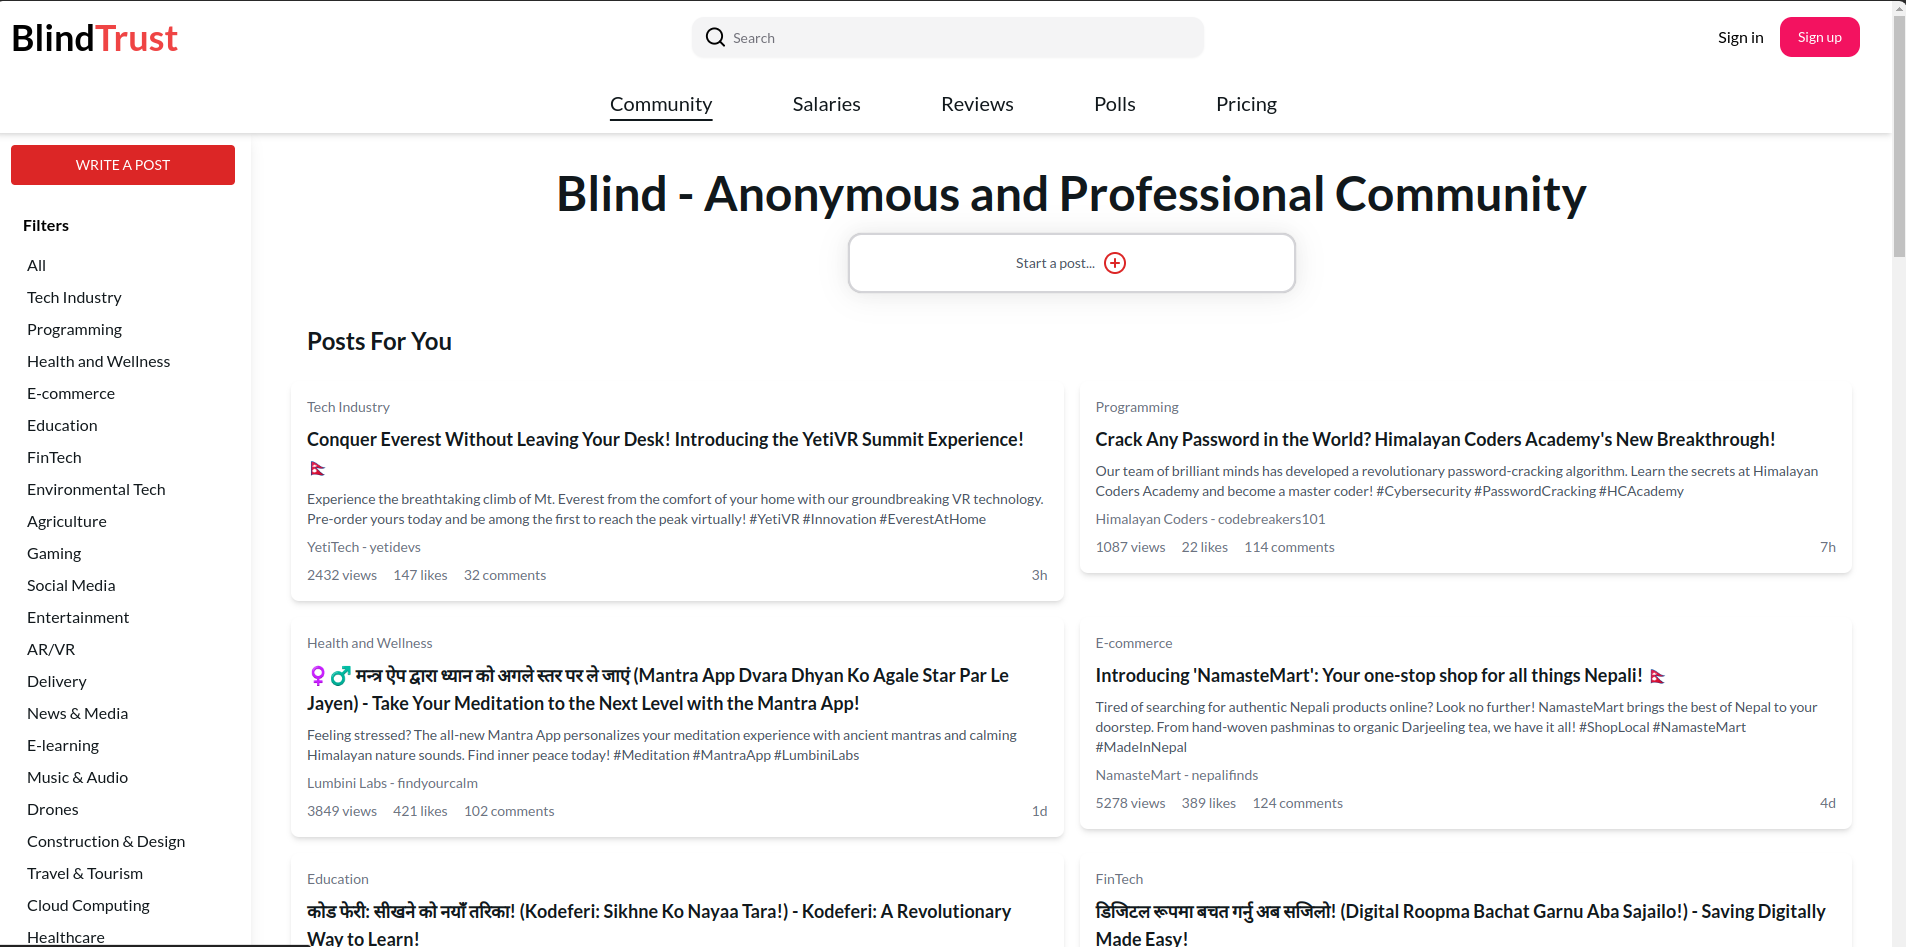 BlindTrust
Search
Sign in
Sign up
Community
Salaries
Reviews
Polls
Pricing
WRITE A POST
Filters
All
Tech Industry
Programming
Health and Wellness
E-commerce
Education
FinTech
Environmental Tech
Agriculture
Gaming
Social Media
Entertainment
AR/VR
Delivery
News & Media
E-learning
Music & Audio
Drones
Construction & Design
Travel & Tourism
Cloud Computing
Healthcare
Blind - Anonymous and Professional Community
Start a post...
Posts For You
Tech Industry
Conquer Everest Without Leaving Your Desk! Introducing the YetiVR Summit Experience!
🇳🇵
Experience the breathtaking climb of Mt. Everest from the comfort of your home with our groundbreaking VR technology.
Pre-order yours today and be among the first to reach the peak virtually! #YetiVR #Innovation #EverestAtHome
YetiTech - yetidevs
2432 views 147 likes 32 comments 3h
Programming
Crack Any Password in the World? Himalayan Coders Academy's New Breakthrough!
Our team of brilliant minds has developed a revolutionary password-cracking algorithm. Learn the secrets at Himalayan
Coders Academy and become a master coder! #Cybersecurity #PasswordCracking #HCAcademy
Himalayan Coders - codebreakers101
1087 views 22 likes 114 comments 7h
Health and Wellness
♀️♂️ मन्त्र ऐप द्वारा ध्यान को अगले स्तर पर ले जाएं (Mantra App Dvara Dhyan Ko Agale Star Par Le
Jayen) - Take Your Meditation to the Next Level with the Mantra App!
Feeling stressed? The all-new Mantra App personalizes your meditation experience with ancient mantras and calming
Himalayan nature sounds. Find inner peace today! #Meditation #MantraApp #LumbiniLabs
Lumbini Labs - findyourcalm
3849 views 421 likes 102 comments 1d
E-commerce
Introducing 'NamasteMart': Your one-stop shop for all things Nepali! 🇳🇵
Tired of searching for authentic Nepali products online? Look no further! NamasteMart brings the best of Nepal to your
doorstep. From hand-woven pashminas to organic Darjeeling tea, we have it all! #ShopLocal #NamasteMart
#MadeInNepal
NamasteMart - nepalifinds
5278 views 389 likes 124 comments 4d
Education
कोड फेरी: सीखने को नयाँ तरिका! (Kodeferi: Sikhne Ko Nayaa Tara!) - Kodeferi: A Revolutionary
Way to Learn!
FinTech
डिजिटल रूपमा बचत गर्नु अब सजिलो! (Digital Roopma Bachat Garnu Aba Sajailo!) - Saving Digitally
Made Easy!